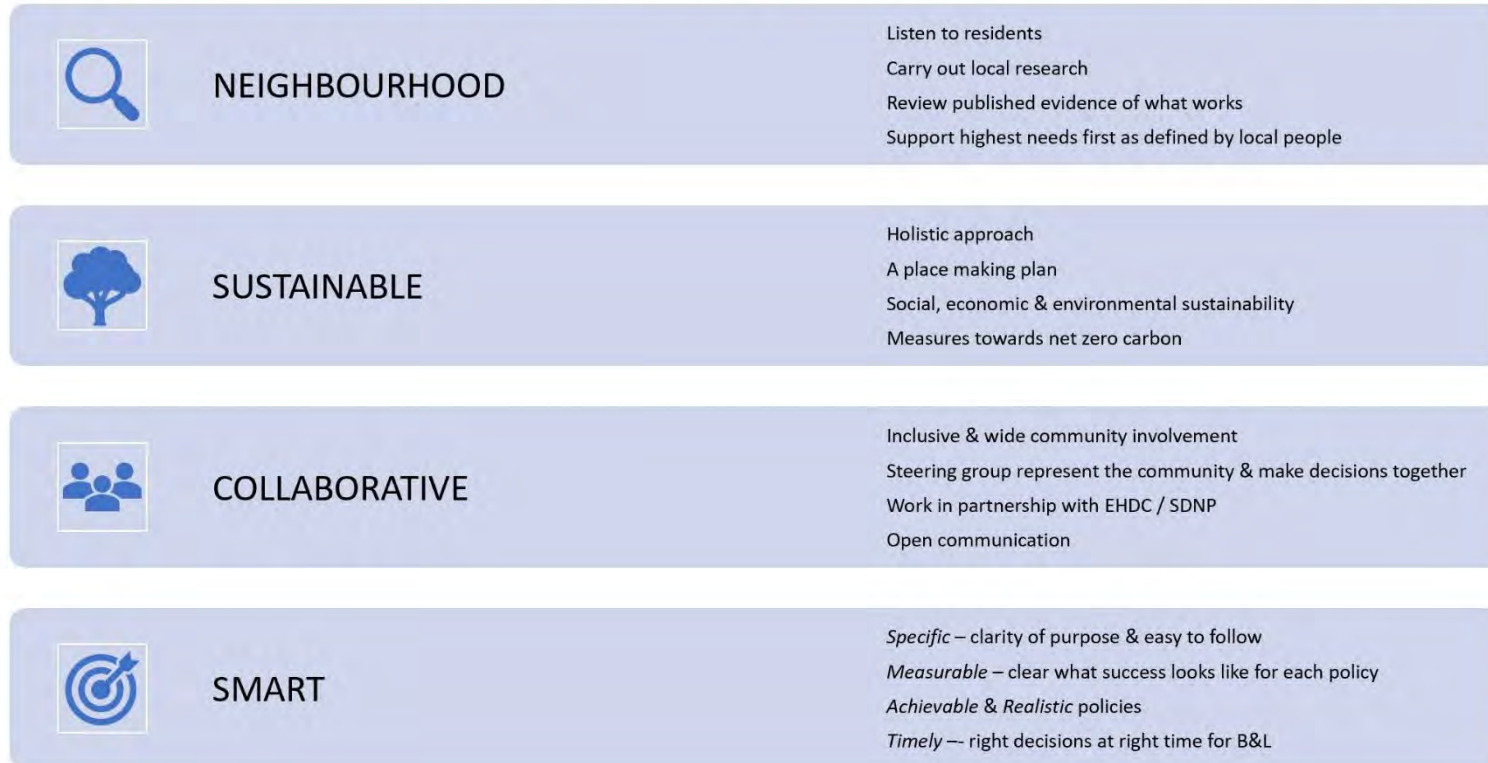 NEIGHBOURHOOD
Listen to residents
Carry out local research
Review published evidence of what works
Support highest needs first as defined by local people
SUSTAINABLE
Holistic approach
A place making plan
Social, economic & environmental sustainability
Measures towards net zero carbon
COLLABORATIVE
Inclusive & wide community involvement
Steering group represent the community & make decisions together
Work in partnership with EHDC / SDNP
Open communication
SMART
Specific – clarity of purpose & easy to follow
Measurable – clear what success looks like for each policy
Achievable & Realistic policies
Timely –- right decisions at right time for B&L